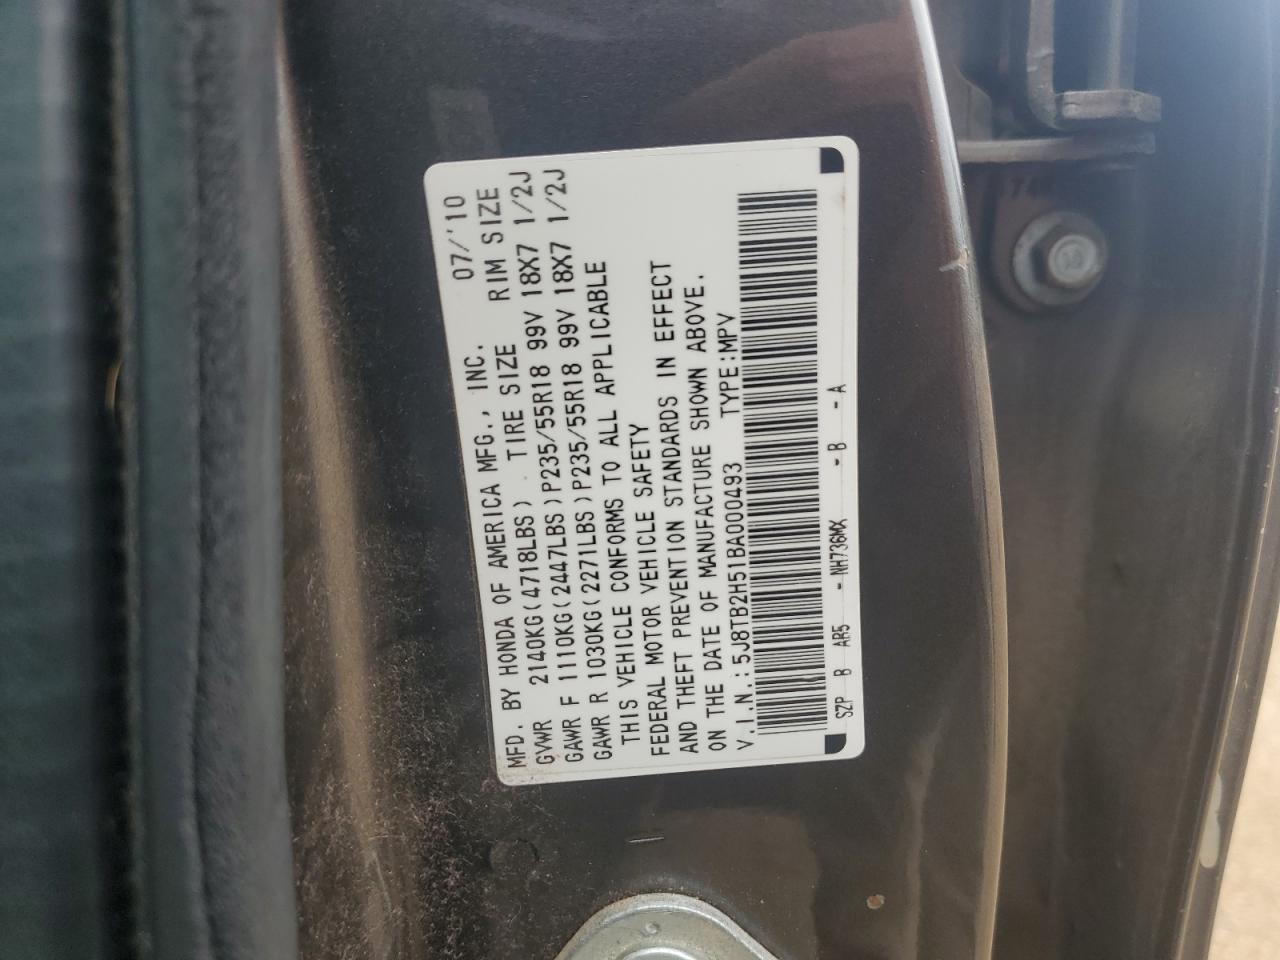 MFD. BY HONDA OF AMERICA MFG., INC. 07/'10
GVWR 2140KG(4718LBS) TIRE SIZE RIM SIZE
GAWR F 1110KG(2447LBS)P235/55R18 99V 18X7 1/2J
GAWR R 1030KG(2271LBS)P235/55R18 99V 18X7 1/2J
THIS VEHICLE CONFORMS TO ALL APPLICABLE
FEDERAL MOTOR VEHICLE SAFETY
AND THEFT PREVENTION STANDARDS IN EFFECT
ON THE DATE OF MANUFACTURE SHOWN ABOVE.
V.I.N.:5J8TB2H51BA000493 TYPE:MPV
SZP B AR5 -NH736MX -B -A